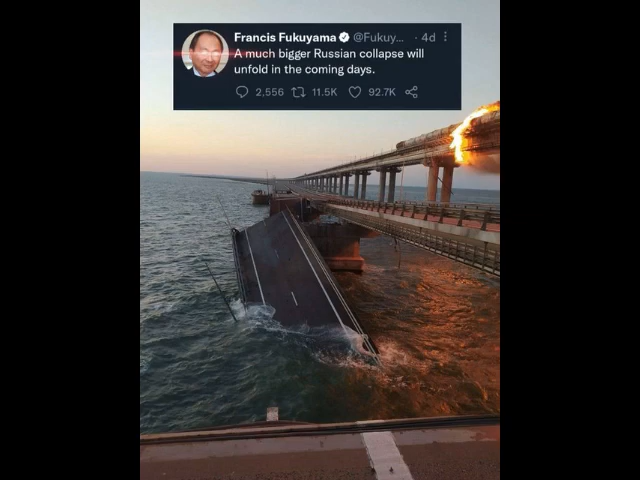 Francis Fukuyama @Fukuy... · 4d
A much bigger Russian collapse will
unfold in the coming days.
2,556 11.5K 92.7K